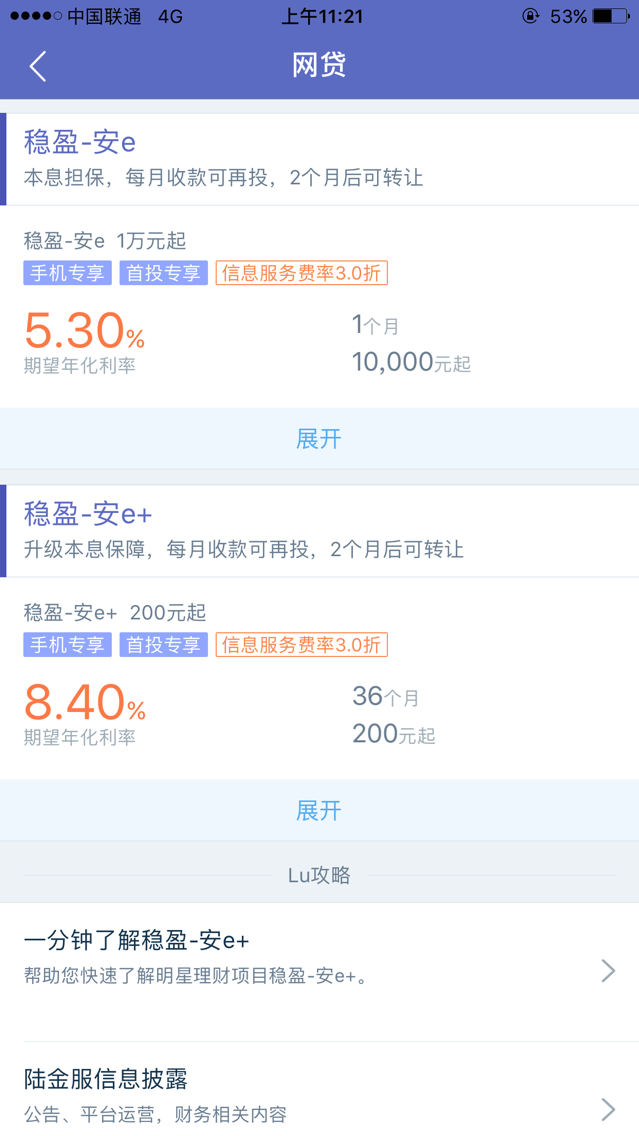 中国联通 4G 上午11:21 53%
网贷
稳盈-安e
本息担保，每月收款可再投，2个月后可转让
稳盈-安e 1万元起
手机专享 首投专享 信息服务费率3.0折
5.30% 1个月
期望年化利率 10,000元起
展开
稳盈-安e+
升级本息保障，每月收款可再投，2个月后可转让
稳盈-安e+ 200元起
手机专享 首投专享 信息服务费率3.0折
8.40% 36个月
期望年化利率 200元起
展开
Lu攻略
一分钟了解稳盈-安e+
帮助您快速了解明星理财项目稳盈-安e+。
陆金服信息披露
公告、平台运营，财务相关内容